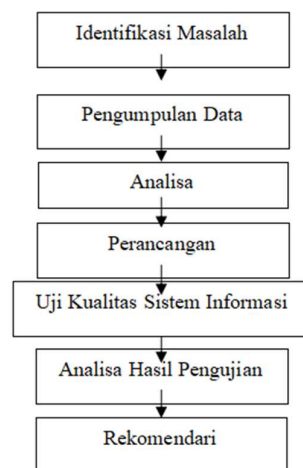 Identifikasi Masalah
Pengumpulan Data
Analisa
Perancangan
Uji Kualitas Sistem Informasi
Analisa Hasil Pengujian
Rekomendari